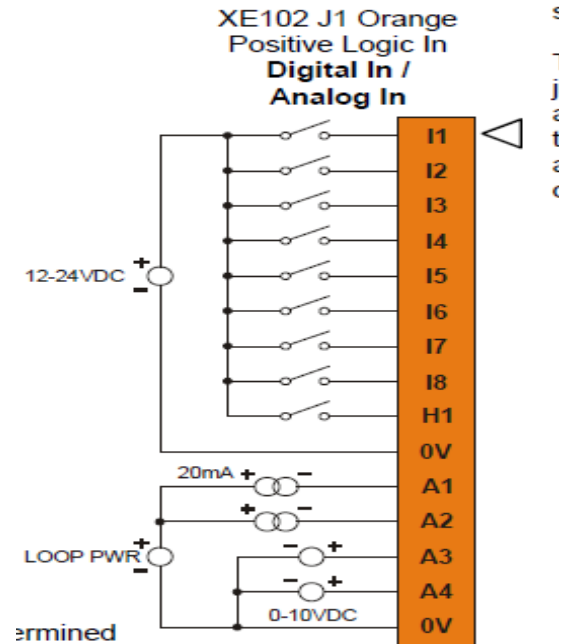 XE102 J1 Orange
Positive Logic In
Digital In /
Analog In
I1
I2
I3
I4
12-24VDC + -
I5
I6
I7
I8
H1
0V
20mA + - A1
+ - A2
LOOP PWR + -
- + A3
- + A4
0-10VDC
0V
ermined